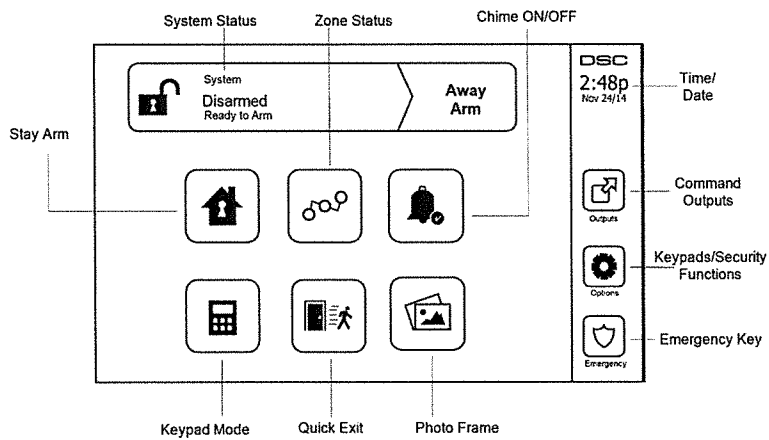 System Status
Zone Status
Chime ON/OFF
System
Disarmed
Ready to Arm
Away
Arm
DSC
2:48p
Nov 24/14
Time/
Date
Stay Arm
Outputs
Command
Outputs
Options
Keypads/Security
Functions
Emergency
Emergency Key
Keypad Mode
Quick Exit
Photo Frame